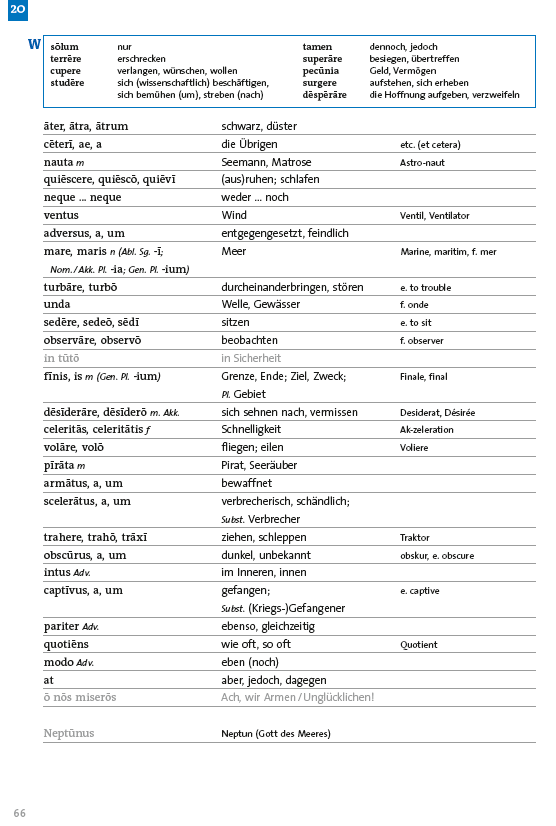 20
W
sōlum nur
terrēre erschrecken
cupere verlangen, wünschen, wollen
studēre sich (wissenschaftlich) beschäftigen,
sich bemühen (um), streben (nach)
tamen dennoch, jedoch
superāre besiegen, übertreffen
pecūnia Geld, Vermögen
surgere aufstehen, sich erheben
dēspērāre die Hoffnung aufgeben, verzweifeln
āter, ātra, ātrum schwarz, düster
cēterī, ae, a die Übrigen etc. (et cetera)
nauta m Seemann, Matrose Astro-naut
quiēscere, quiēscō, quiēvī (aus)ruhen; schlafen
neque ... neque weder ... noch
ventus Wind Ventil, Ventilator
adversus, a, um entgegengesetzt, feindlich
mare, maris n (Abl. Sg. -ī; Meer Marine, maritim, f. mer
Nom./Akk. Pl. -ia; Gen. Pl. -ium)
turbāre, turbō durcheinanderbringen, stören e. to trouble
unda Welle, Gewässer f. onde
sedēre, sedeō, sēdī sitzen e. to sit
observāre, observō beobachten f. observer
in tūtō in Sicherheit
fīnis, is m (Gen. Pl. -ium) Grenze, Ende; Ziel, Zweck; Finale, final
Pl. Gebiet
dēsīderāre, dēsīderō m. Akk. sich sehnen nach, vermissen Desiderat, Désirée
celeritās, celeritātis f Schnelligkeit Ak-zeleration
volāre, volō fliegen; eilen Voliere
pīrāta m Pirat, Seeräuber
armātus, a, um bewaffnet
scelerātus, a, um verbrecherisch, schändlich;
Subst. Verbrecher
trahere, trahō, trāxī ziehen, schleppen Traktor
obscūrus, a, um dunkel, unbekannt obskur, e. obscure
intus Adv. im Inneren, innen
captīvus, a, um gefangen; e. captive
Subst. (Kriegs-)Gefangener
pariter Adv. ebenso, gleichzeitig
quotiēns wie oft, so oft Quotient
modo Adv. eben (noch)
at aber, jedoch, dagegen
ō nōs miserōs Ach, wir Armen/Unglücklichen!
Neptūnus Neptun (Gott des Meeres)
66